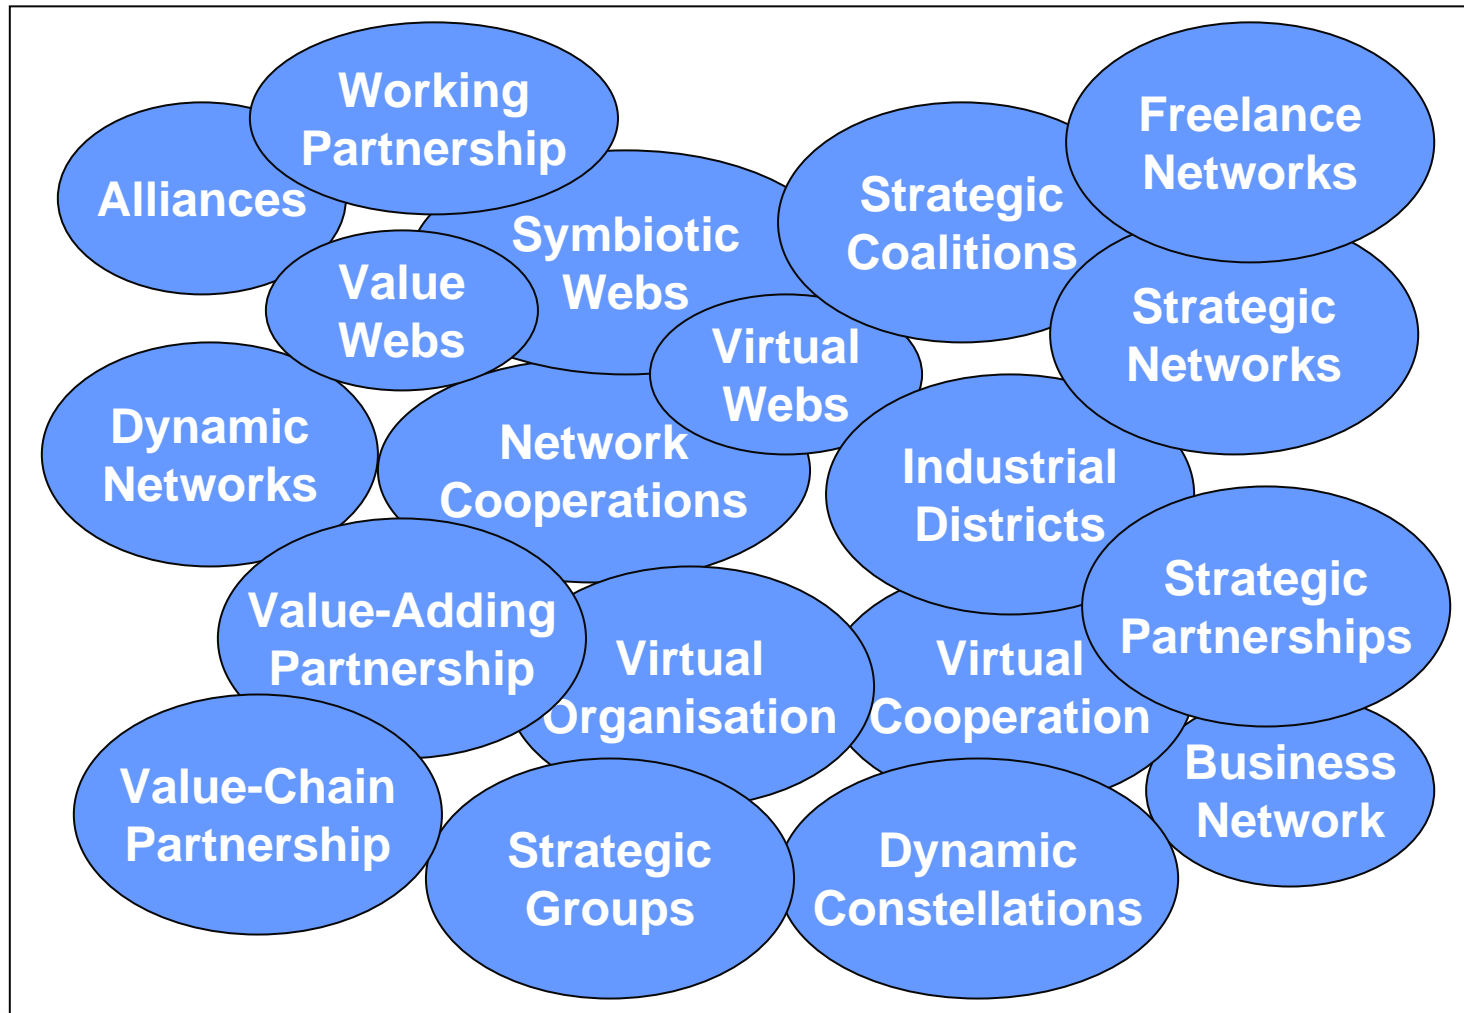 Working
Partnership
Freelance
Networks
Alliances
Symbiotic
Webs
Strategic
Coalitions
Value
Webs
Strategic
Networks
Virtual
Webs
Dynamic
Networks
Network
Cooperations
Industrial
Districts
Value-Adding
Partnership
Virtual
Organisation
Virtual
Cooperation
Strategic
Partnerships
Value-Chain
Partnership
Business
Network
Strategic
Groups
Dynamic
Constellations